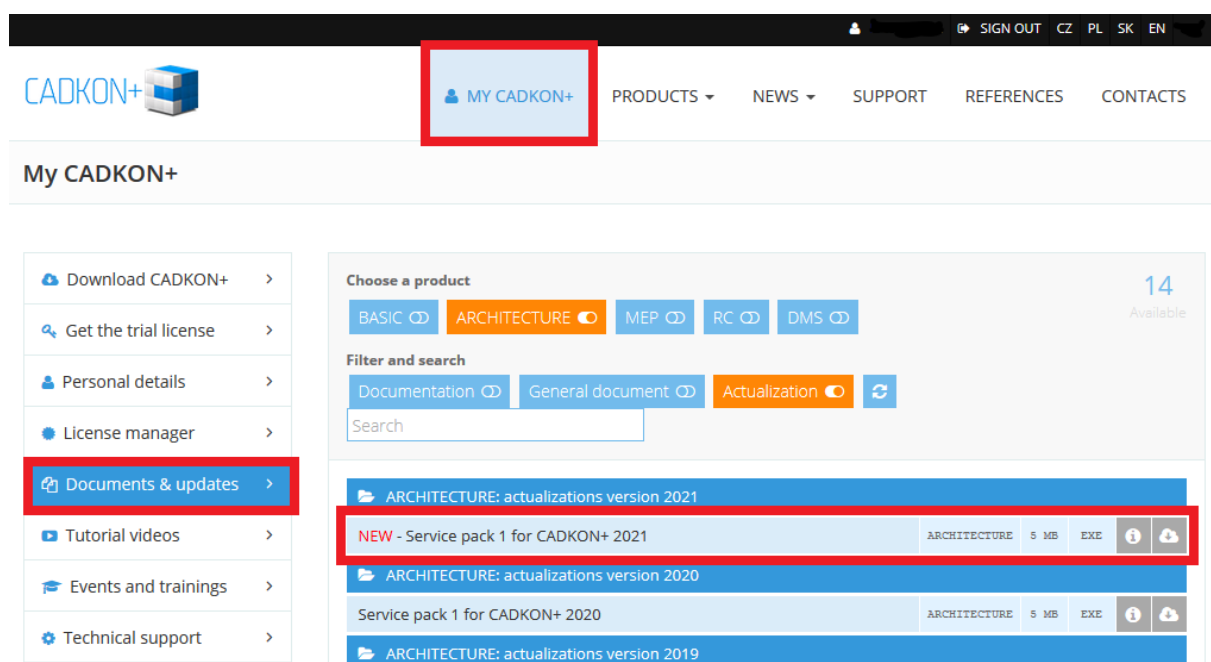 SIGN OUT CZ PL SK EN
CADKON+
MY CADKON+ PRODUCTS NEWS SUPPORT REFERENCES CONTACTS
My CADKON+
Download CADKON+
Get the trial license
Personal details
License manager
Documents & updates
Tutorial videos
Events and trainings
Technical support
Choose a product
14
Available
BASIC ARCHITECTURE MEP RC DMS
Filter and search
Documentation General document Actualization
Search
ARCHITECTURE: actualizations version 2021
NEW - Service pack 1 for CADKON+ 2021 ARCHITECTURE 5 MB EXE
ARCHITECTURE: actualizations version 2020
Service pack 1 for CADKON+ 2020 ARCHITECTURE 5 MB EXE
ARCHITECTURE: actualizations version 2019